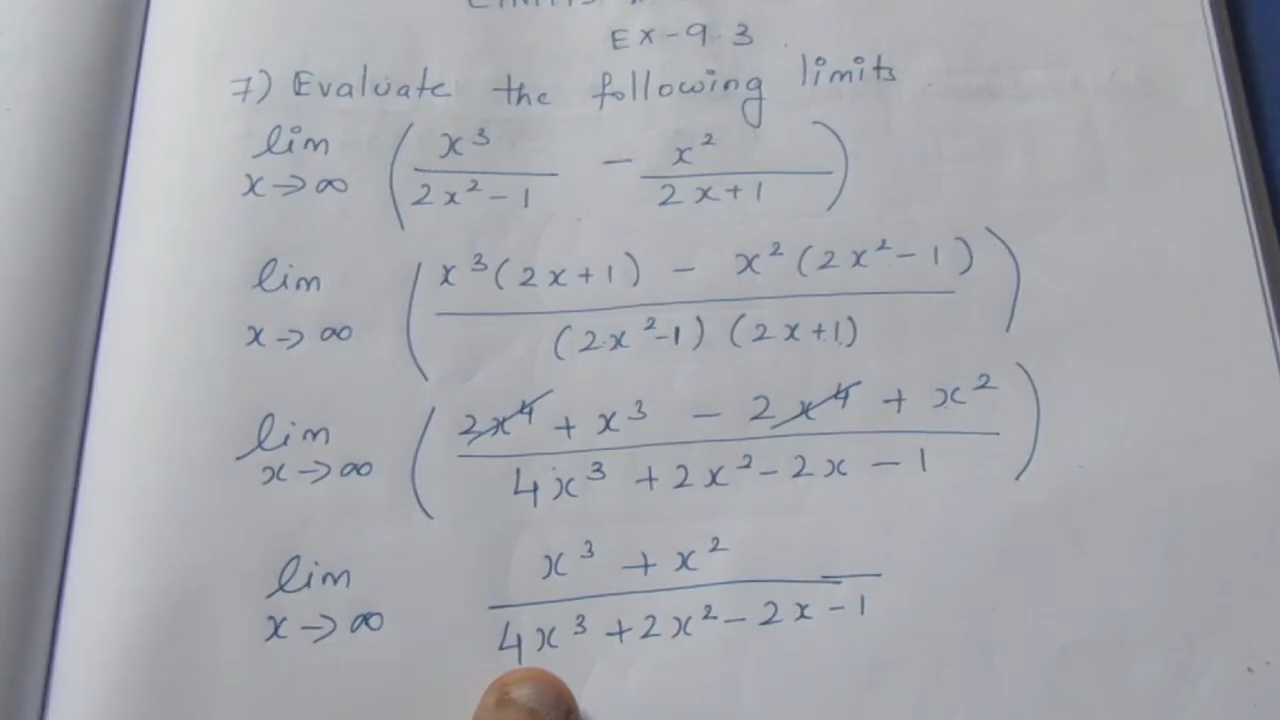 EX-9.3
7) Evaluate the following limits
lim x→∞ ( x³/(2x²-1) - x²/(2x+1) )
lim x→∞ ( (x³(2x+1) - x²(2x²-1)) / ((2x²-1)(2x+1)) )
lim x→∞ ( (2x⁴ + x³ - 2x⁴ + x²) / (4x³ + 2x² - 2x - 1) )
lim x→∞ (x³ + x²) / (4x³ + 2x² - 2x - 1)